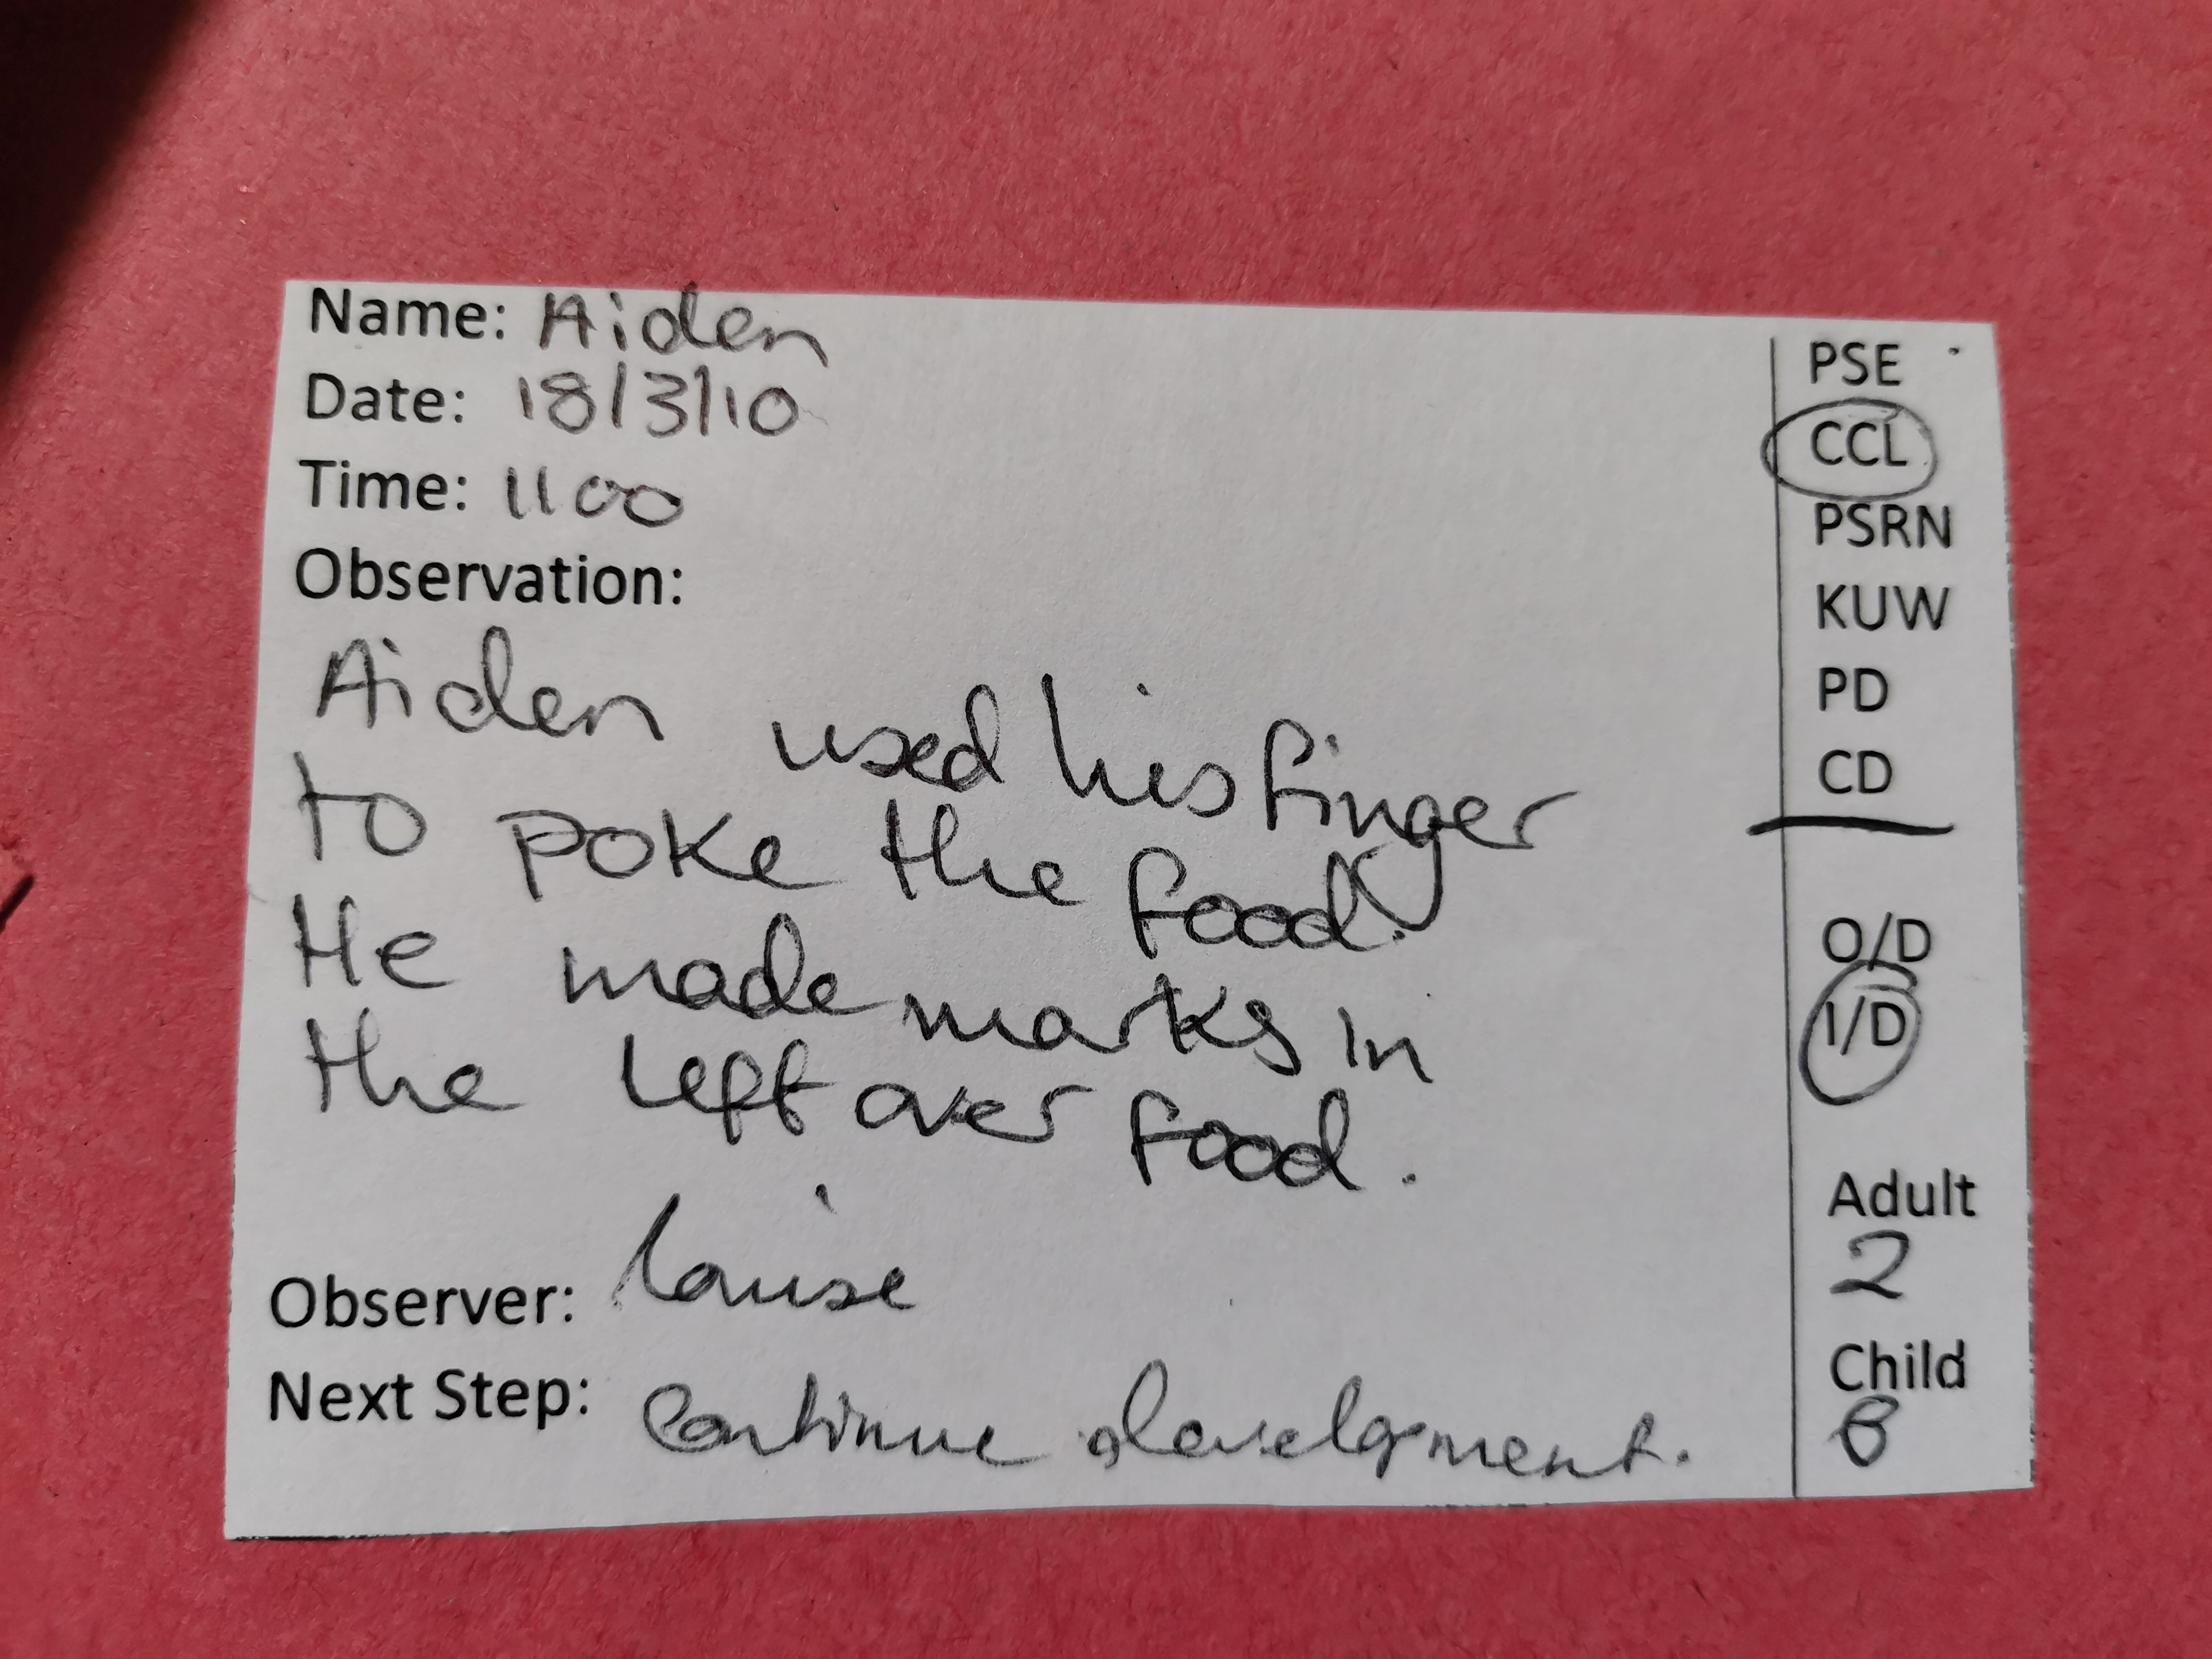 Name: Aiden
Date: 18/3/10
Time: 1100
Observation:
Aiden used his finger
to poke the food.
He made marks in
the left over food.
Observer: Louise
Next Step: Continue development.
PSE
CCL
PSRN
KUW
PD
CD
O/D
I/D
Adult
2
Child